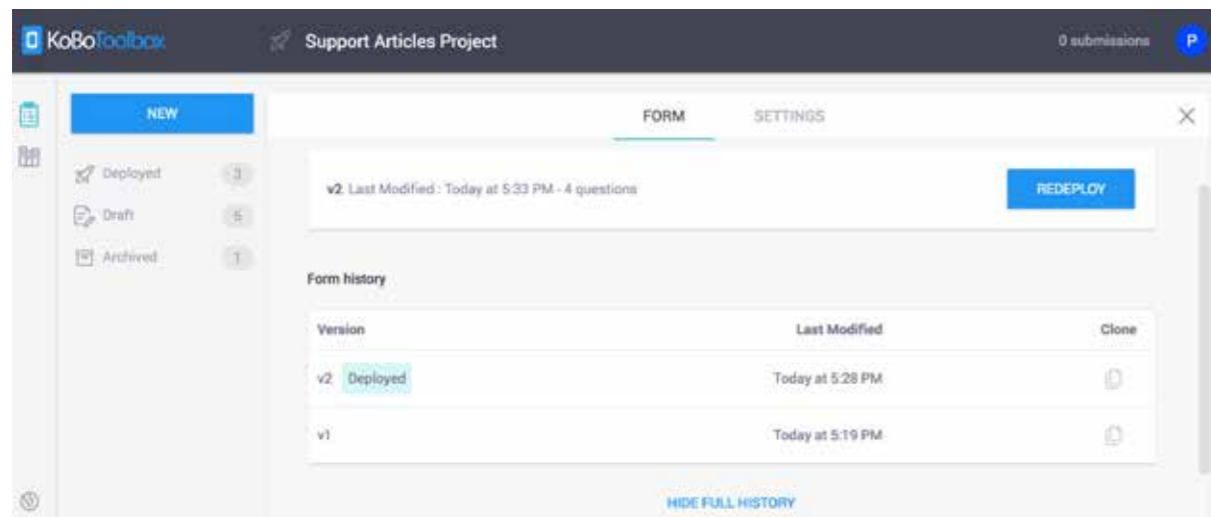 KoBoToolbox
Support Articles Project
0 submissions
P
NEW
FORM
SETTINGS
Deployed 3
Draft
Archived 1
v2 Last Modified : Today at 5:33 PM - 4 questions
REDEPLOY
Form history
Version Last Modified Clone
v2 Deployed Today at 5:28 PM
v1 Today at 5:19 PM
HIDE FULL HISTORY